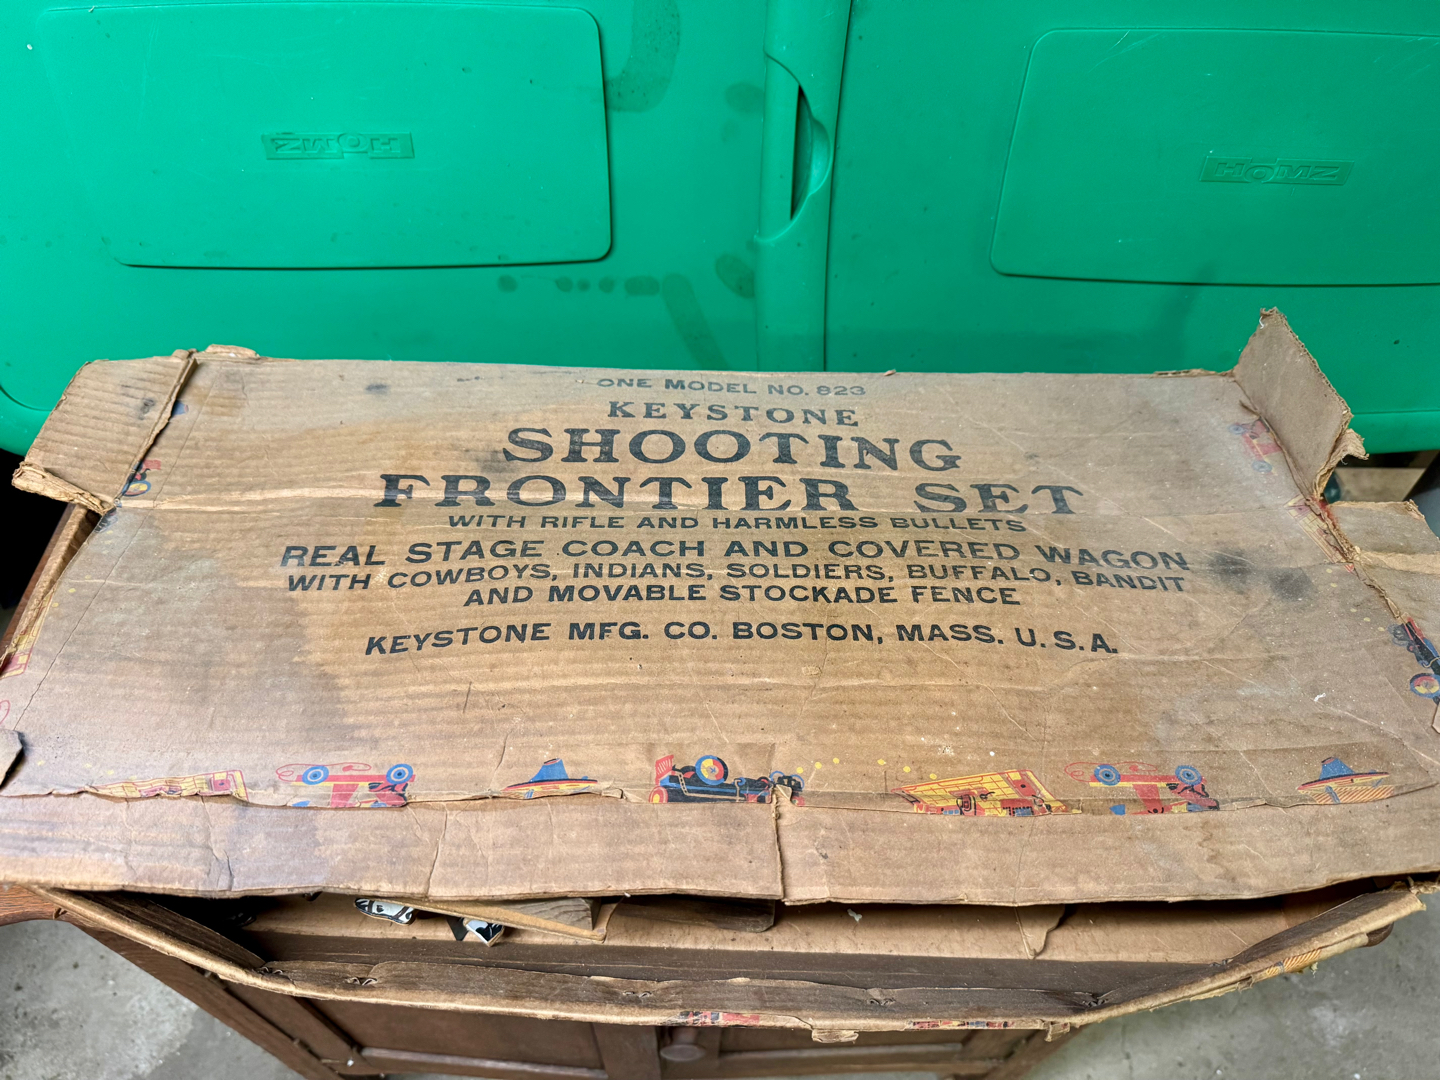 HOMZ
HOMZ
ONE MODEL NO. 823
KEYSTONE
SHOOTING
FRONTIER SET
WITH RIFLE AND HARMLESS BULLETS
REAL STAGE COACH AND COVERED WAGON
WITH COWBOYS, INDIANS, SOLDIERS, BUFFALO, BANDIT
AND MOVABLE STOCKADE FENCE
KEYSTONE MFG. CO. BOSTON, MASS. U.S.A.